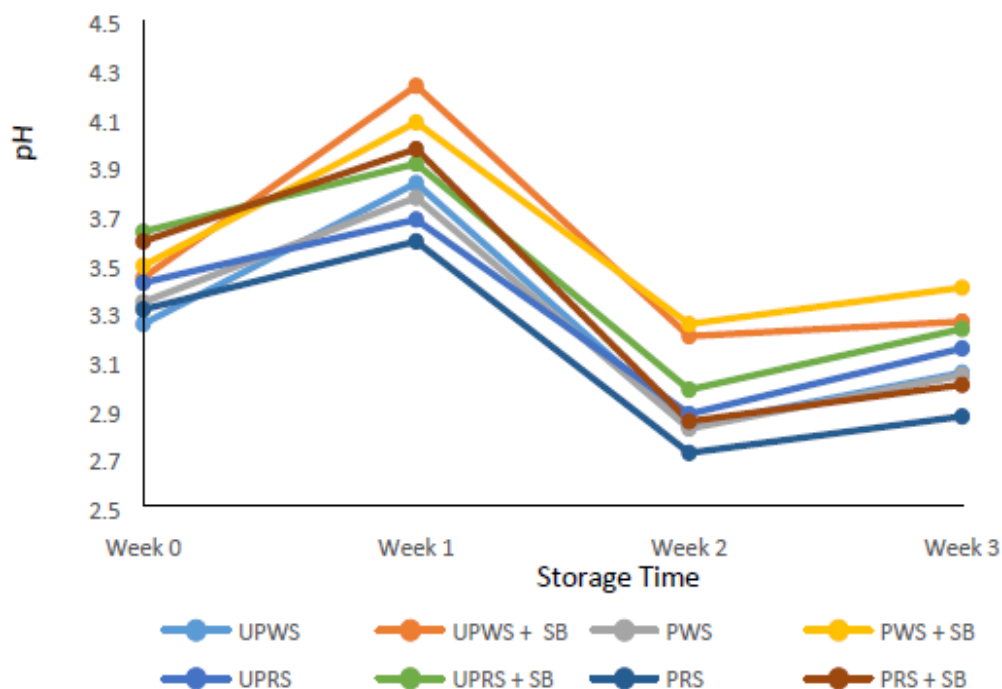 4.5
4.3
4.1
3.9
3.7
3.5
3.3
3.1
2.9
2.7
2.5
pH
Week 0 Week 1 Week 2 Week 3
Storage Time
UPWS UPWS + SB PWS PWS + SB
UPRS UPRS + SB PRS PRS + SB